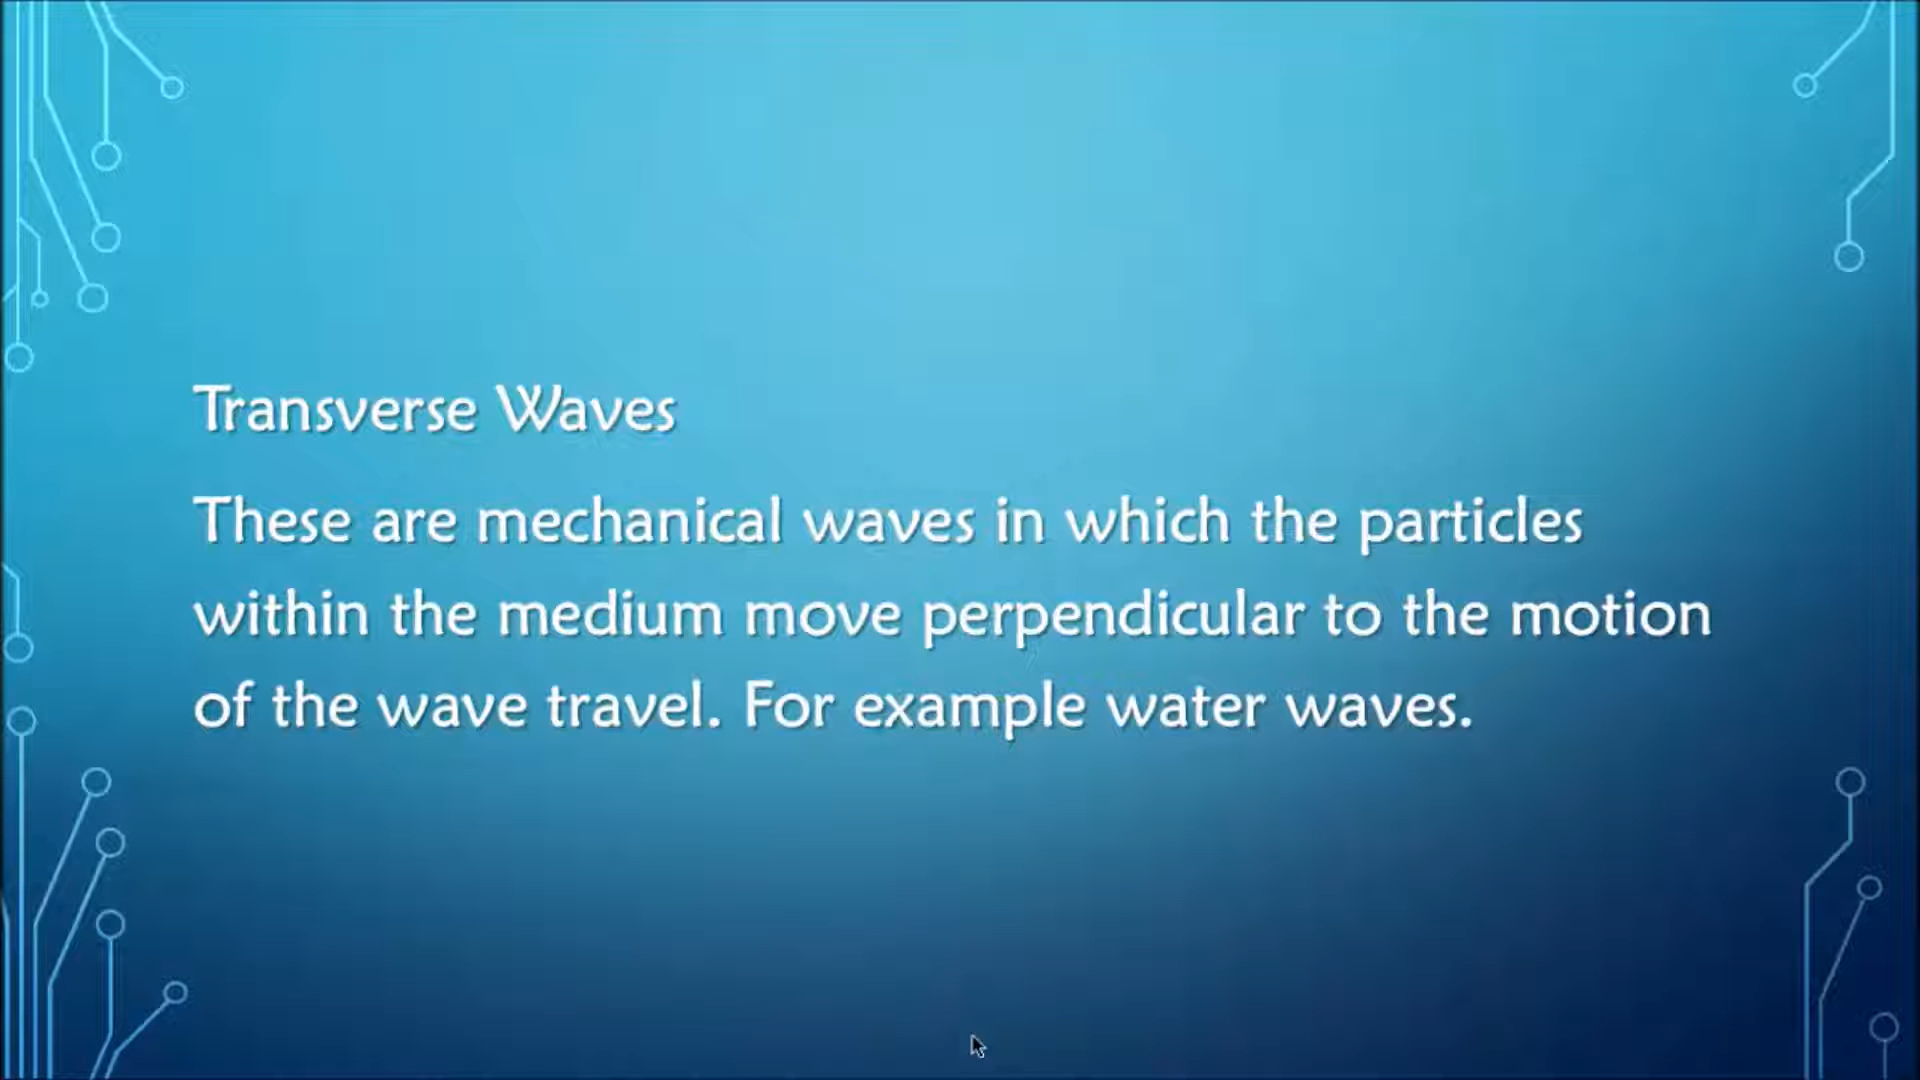 Transverse Waves
These are mechanical waves in which the particles
within the medium move perpendicular to the motion
of the wave travel. For example water waves.